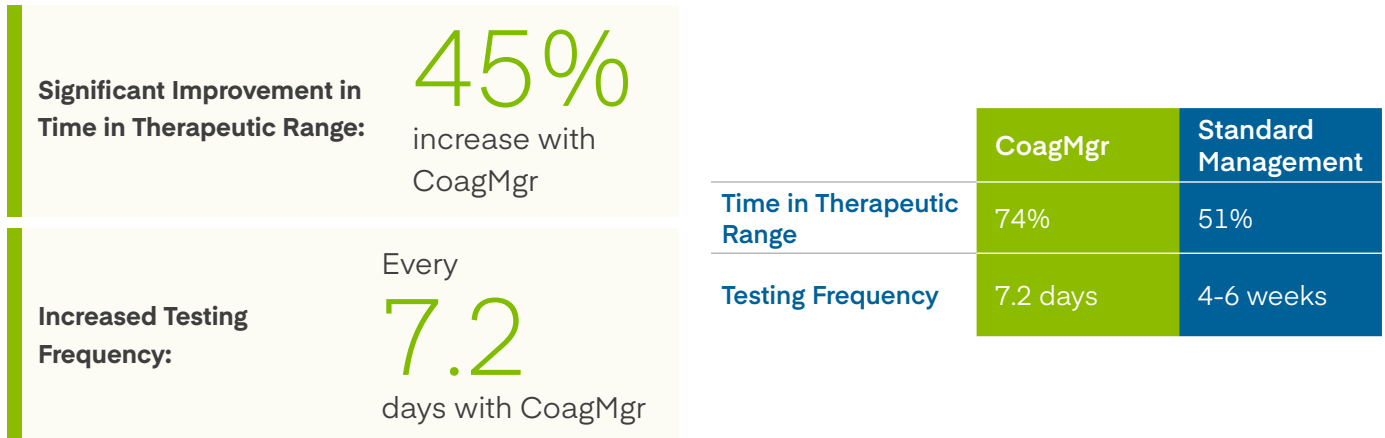 Significant Improvement in
Time in Therapeutic Range:
45%
increase with
CoagMgr
Increased Testing
Frequency:
Every
7.2
days with CoagMgr
CoagMgr
Standard
Management
Time in Therapeutic
Range
74%
51%
Testing Frequency
7.2 days
4-6 weeks